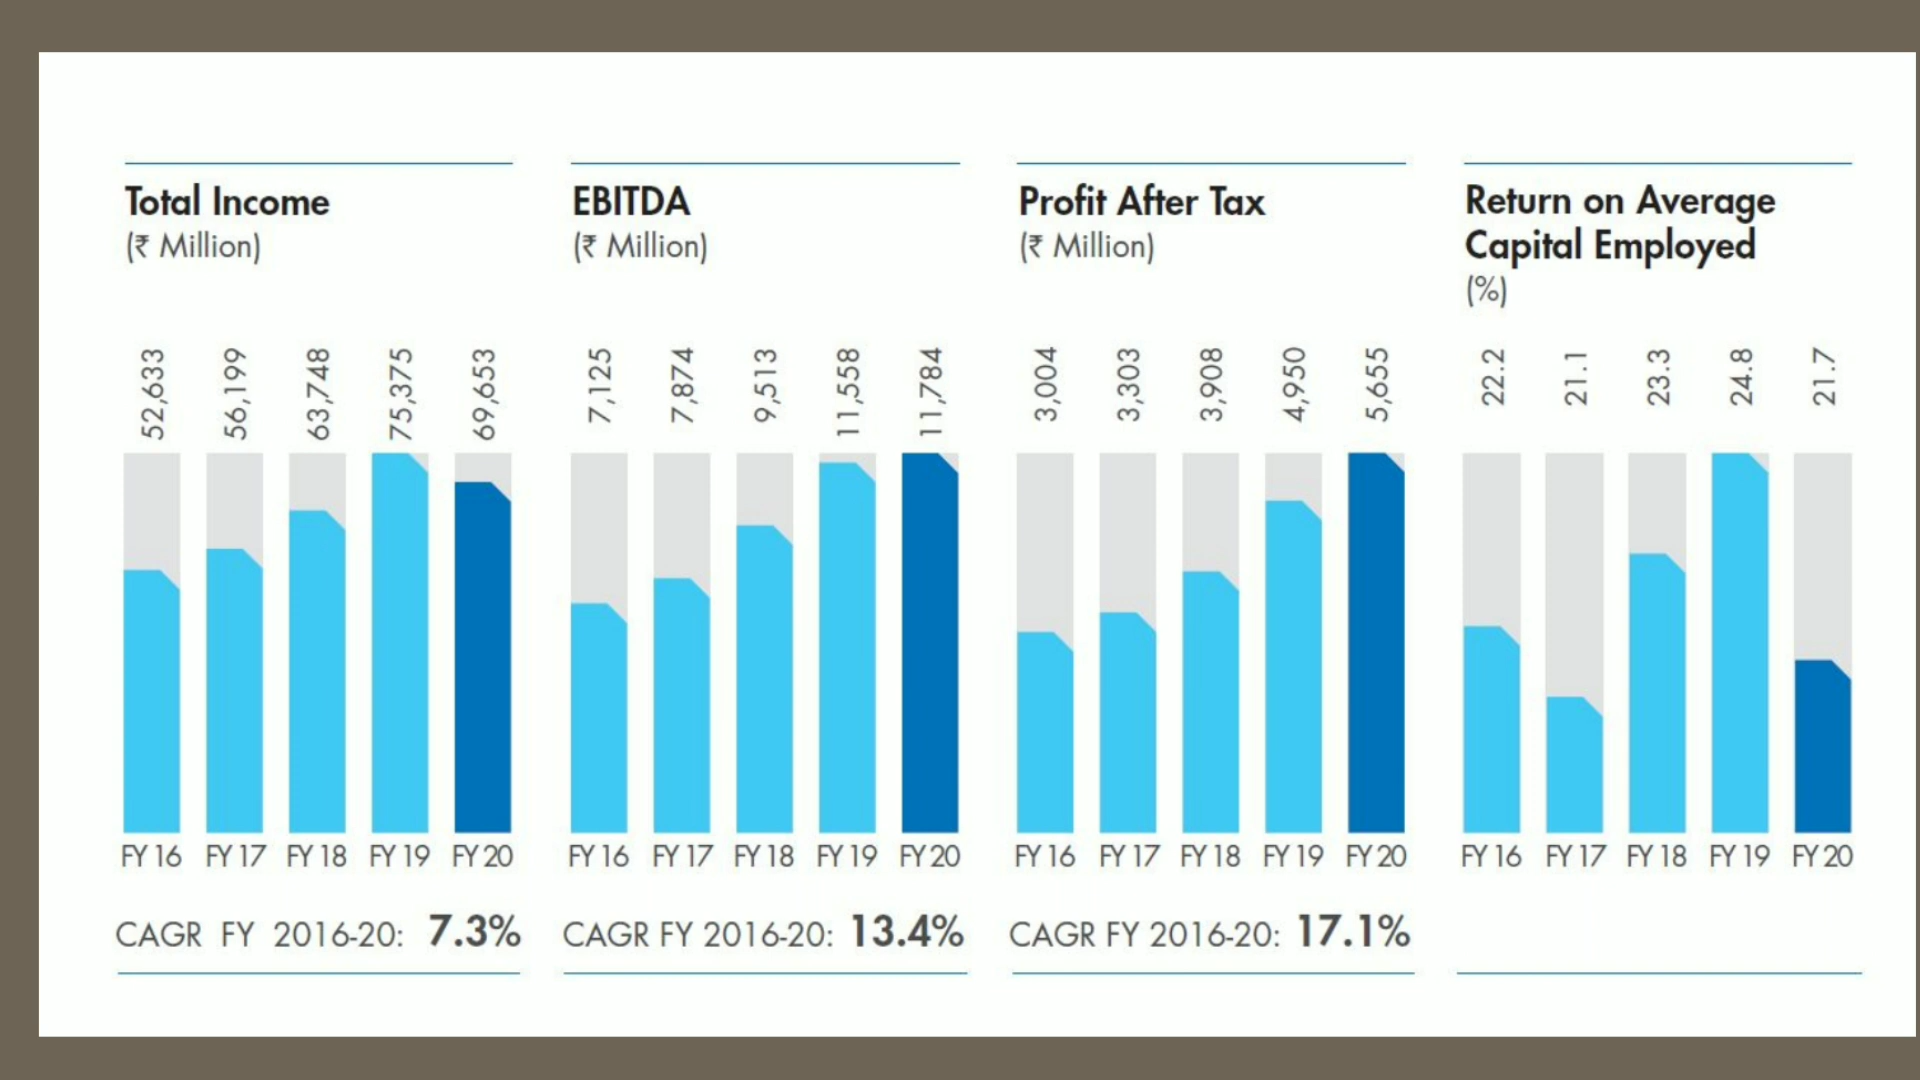 Total Income
(₹ Million)
52,633 56,199 63,748 75,375 69,653
FY 16 FY 17 FY 18 FY 19 FY 20
CAGR FY 2016-20: 7.3%
EBITDA
(₹ Million)
7,125 7,874 9,513 11,558 11,784
FY 16 FY 17 FY 18 FY 19 FY 20
CAGR FY 2016-20: 13.4%
Profit After Tax
(₹ Million)
3,004 3,303 3,908 4,950 5,655
FY 16 FY 17 FY 18 FY 19 FY 20
CAGR FY 2016-20: 17.1%
Return on Average
Capital Employed
(%)
22.2 21.1 23.3 24.8 21.7
FY 16 FY 17 FY 18 FY 19 FY 20